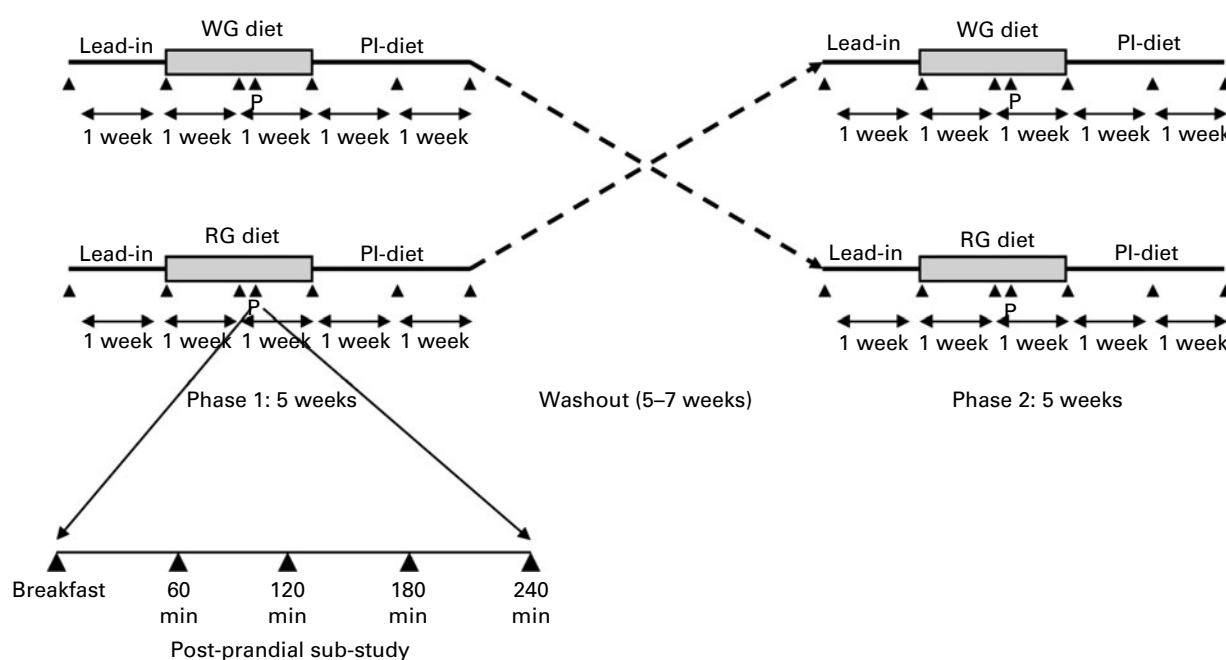 WG diet
Lead-in PI-diet
P
1 week 1 week 1 week 1 week 1 week
WG diet
Lead-in PI-diet
P
1 week 1 week 1 week 1 week 1 week
RG diet
Lead-in PI-diet
P
1 week 1 week 1 week 1 week 1 week
RG diet
Lead-in PI-diet
P
1 week 1 week 1 week 1 week 1 week
Phase 1: 5 weeks
Washout (5–7 weeks)
Phase 2: 5 weeks
Breakfast
60
min
120
min
180
min
240
min
Post-prandial sub-study